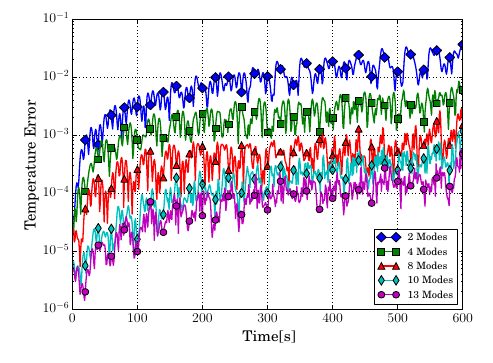 10⁻¹
10⁻²
10⁻³
10⁻⁴
10⁻⁵
10⁻⁶
Temperature Error
0 100 200 300 400 500 600
Time[s]
2 Modes
4 Modes
8 Modes
10 Modes
13 Modes